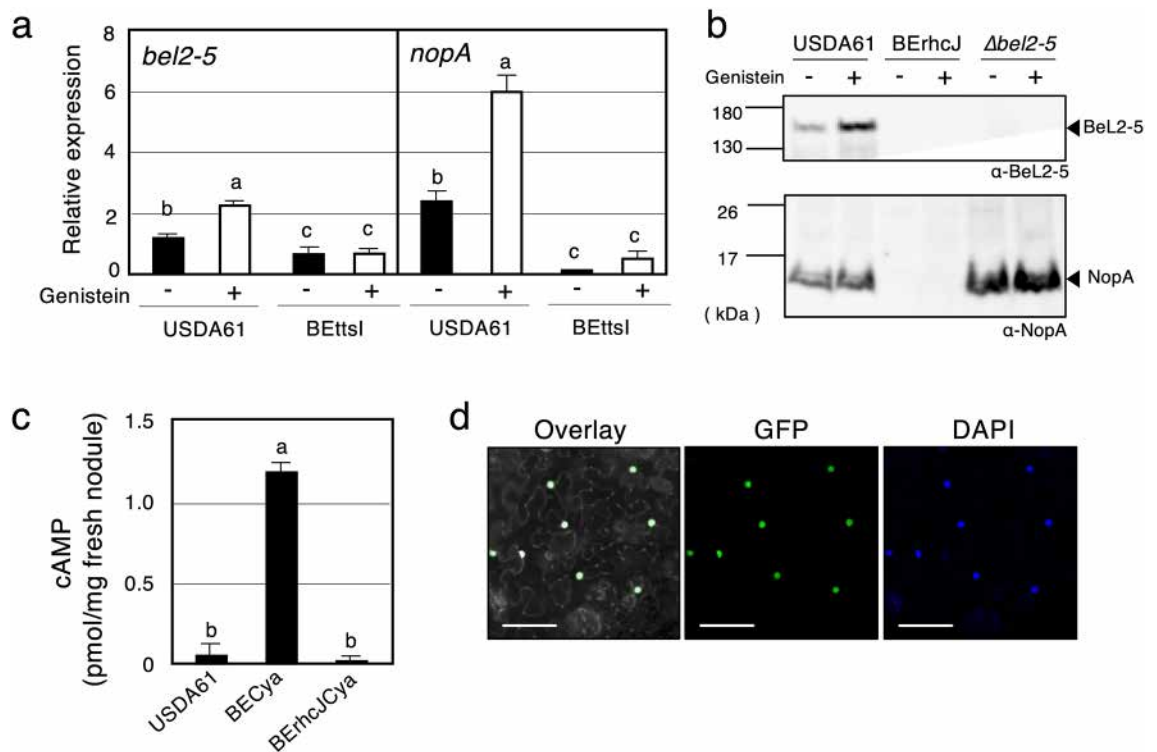 a
8
6
4
2
0
Relative expression
bel2-5
nopA
b
a
c
c
b
a
c
c
Genistein - + - + - + - +
USDA61 BEttsI USDA61 BEttsI
b
USDA61 BErhcJ Δbel2-5
Genistein - + - + - +
180
130
BeL2-5
α-BeL2-5
26
17
NopA
( kDa )
α-NopA
c
1.5
1.0
0.5
0
cAMP
(pmol/mg fresh nodule)
b
a
b
USDA61
BECya
BErhcJCya
d
Overlay GFP DAPI